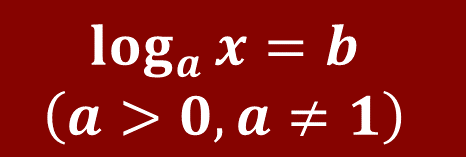 logₐ x = b
(a > 0, a ≠ 1)